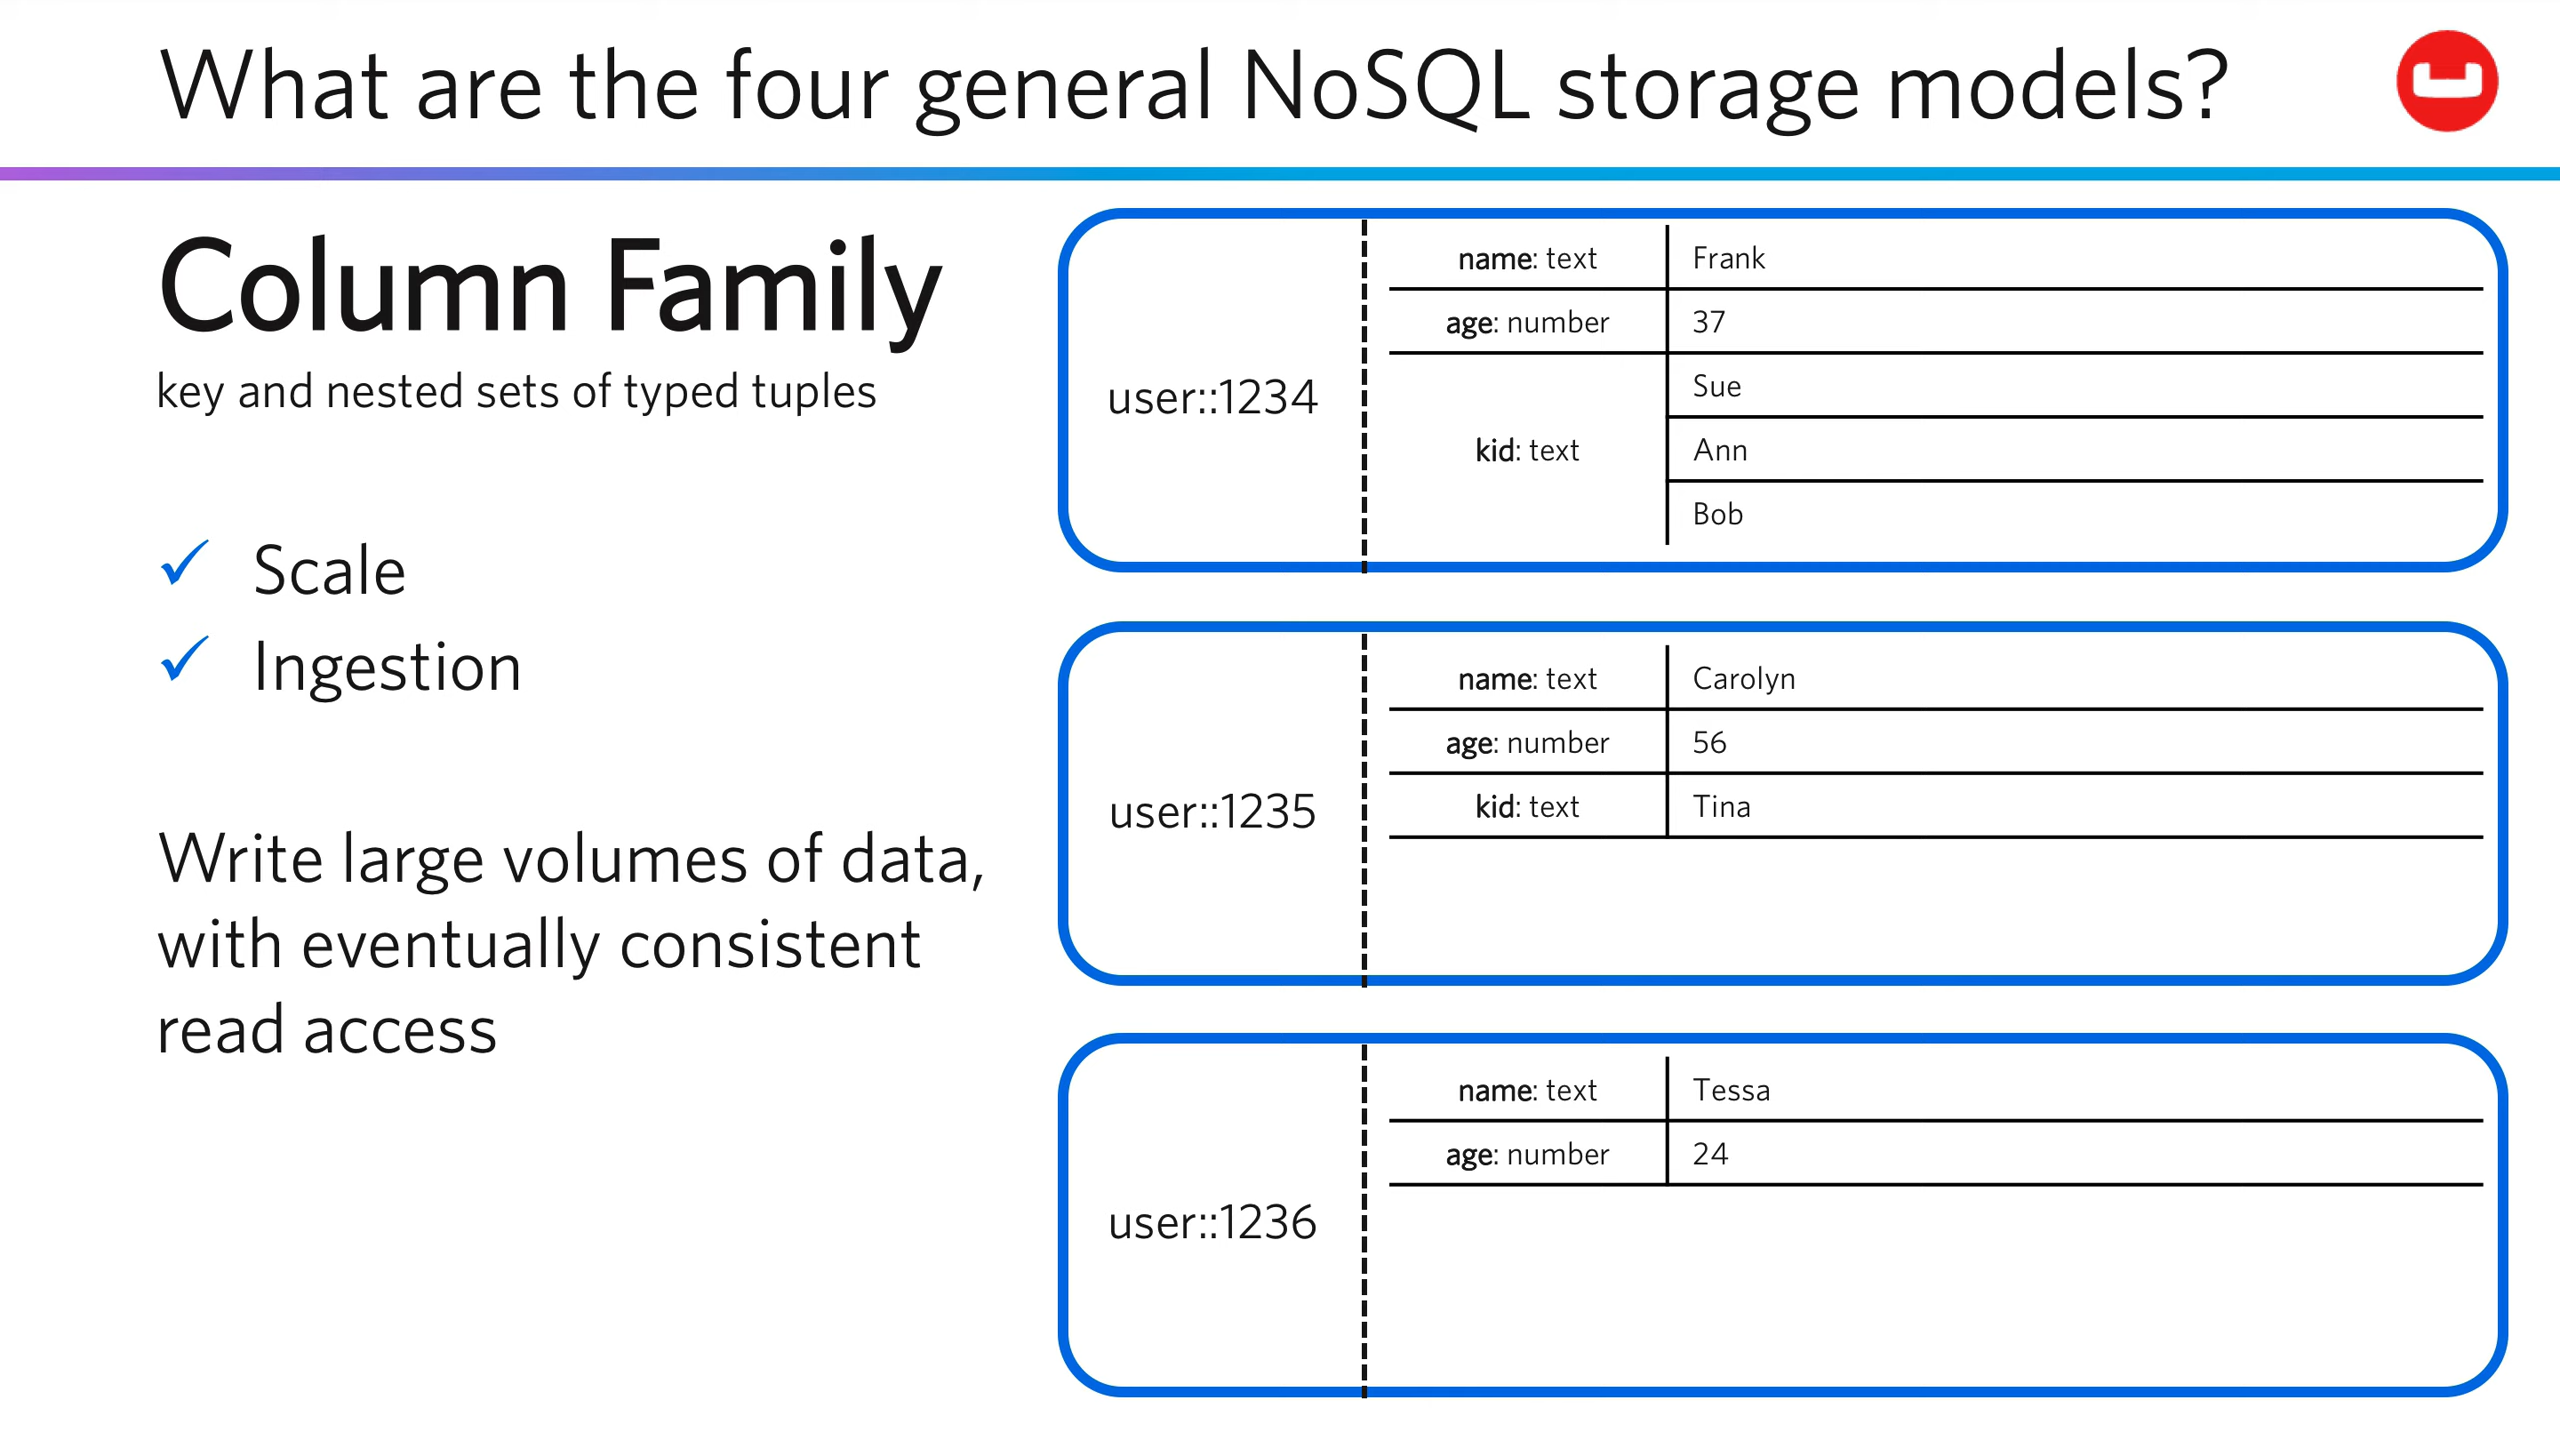 What are the four general NoSQL storage models?
Column Family
key and nested sets of typed tuples
Scale
Ingestion
Write large volumes of data,
with eventually consistent
read access
user::1234
name: text Frank
age: number 37
kid: text
Sue
Ann
Bob
user::1235
name: text Carolyn
age: number 56
kid: text Tina
user::1236
name: text Tessa
age: number 24